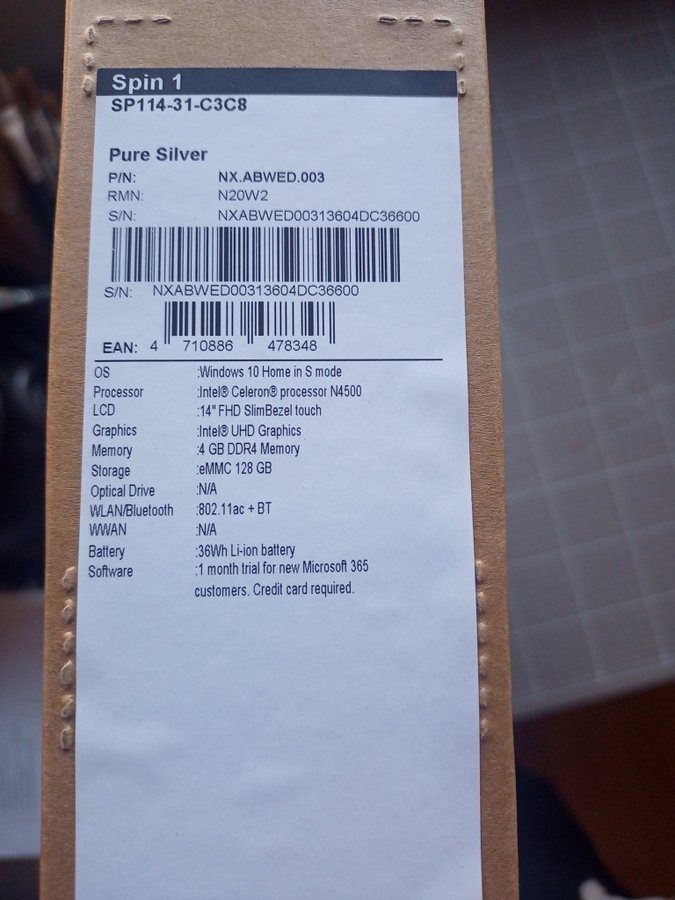 Spin 1
SP114-31-C3C8
Pure Silver
P/N: NX.ABWED.003
RMN: N20W2
S/N: NXABWED00313604DC36600
S/N: NXABWED00313604DC36600
EAN: 4 710886 478348
OS :Windows 10 Home in S mode
Processor :Intel® Celeron® processor N4500
LCD :14" FHD SlimBezel touch
Graphics :Intel® UHD Graphics
Memory :4 GB DDR4 Memory
Storage :eMMC 128 GB
Optical Drive :N/A
WLAN/Bluetooth :802.11ac + BT
WWAN :N/A
Battery :36Wh Li-ion battery
Software :1 month trial for new Microsoft 365
customers. Credit card required.